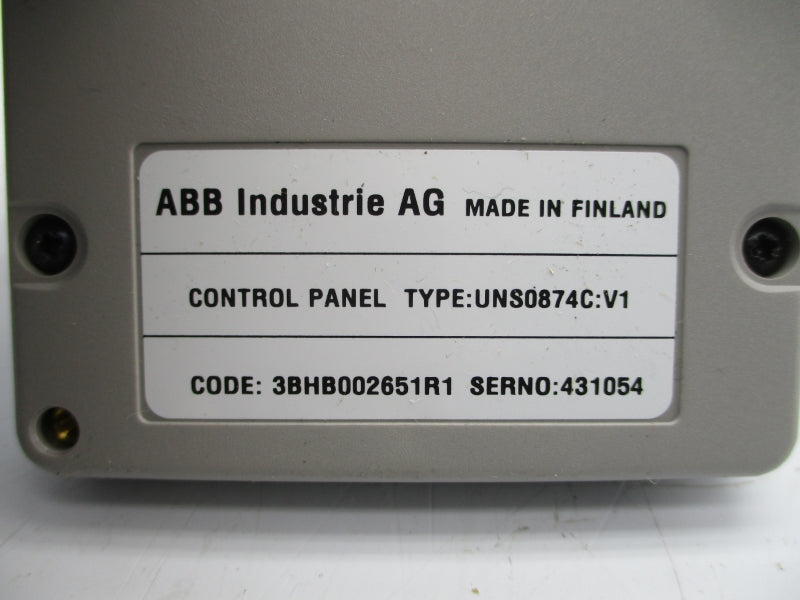 ABB Industrie AG MADE IN FINLAND
CONTROL PANEL TYPE:UNS0874C:V1
CODE: 3BHB002651R1 SERNO:431054